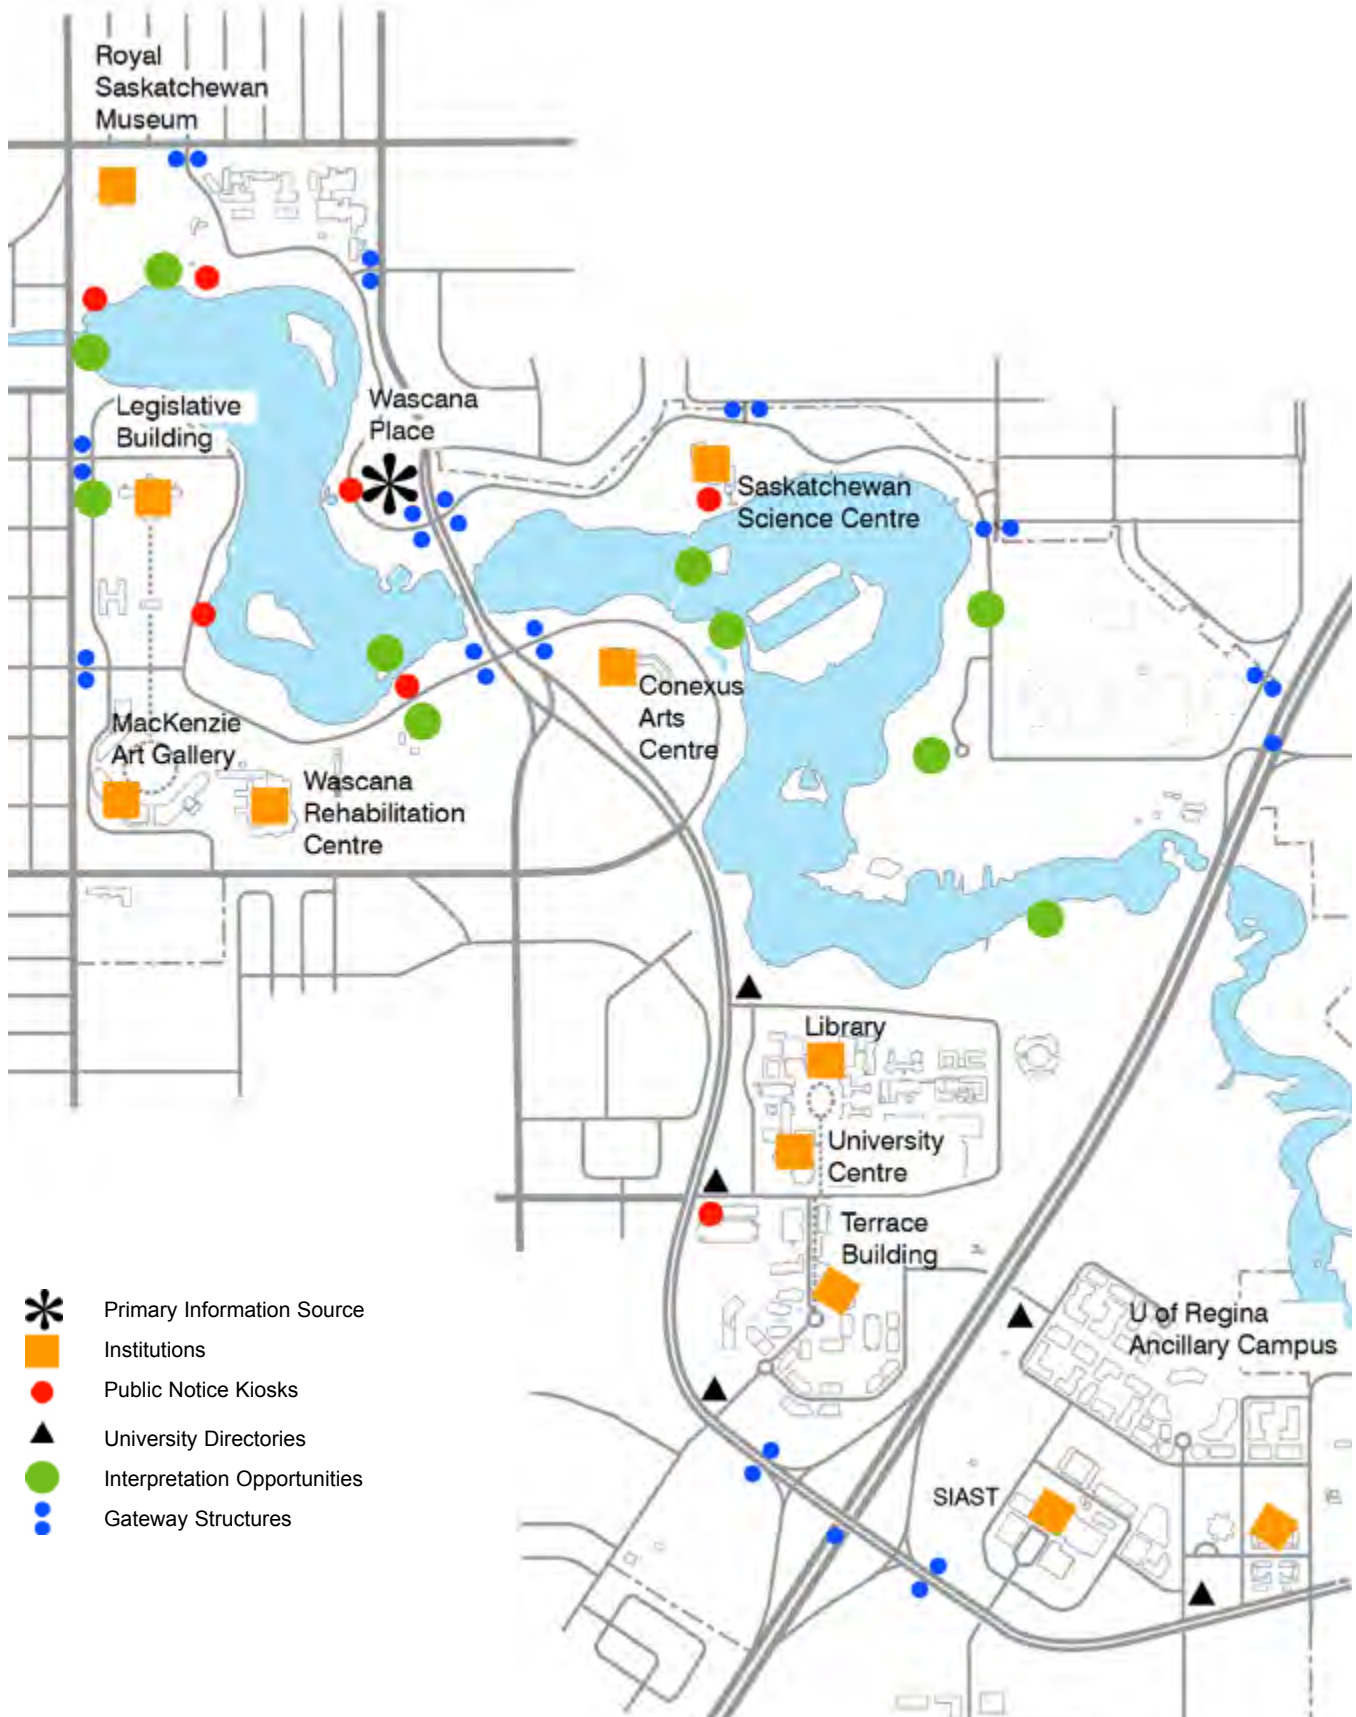 Royal
Saskatchewan
Museum
Legislative
Building
Wascana
Place
Saskatchewan
Science Centre
Conexus
Arts
Centre
MacKenzie
Art Gallery
Wascana
Rehabilitation
Centre
Library
University
Centre
Terrace
Building
U of Regina
Ancillary Campus
SIAST
Primary Information Source
Institutions
Public Notice Kiosks
University Directories
Interpretation Opportunities
Gateway Structures